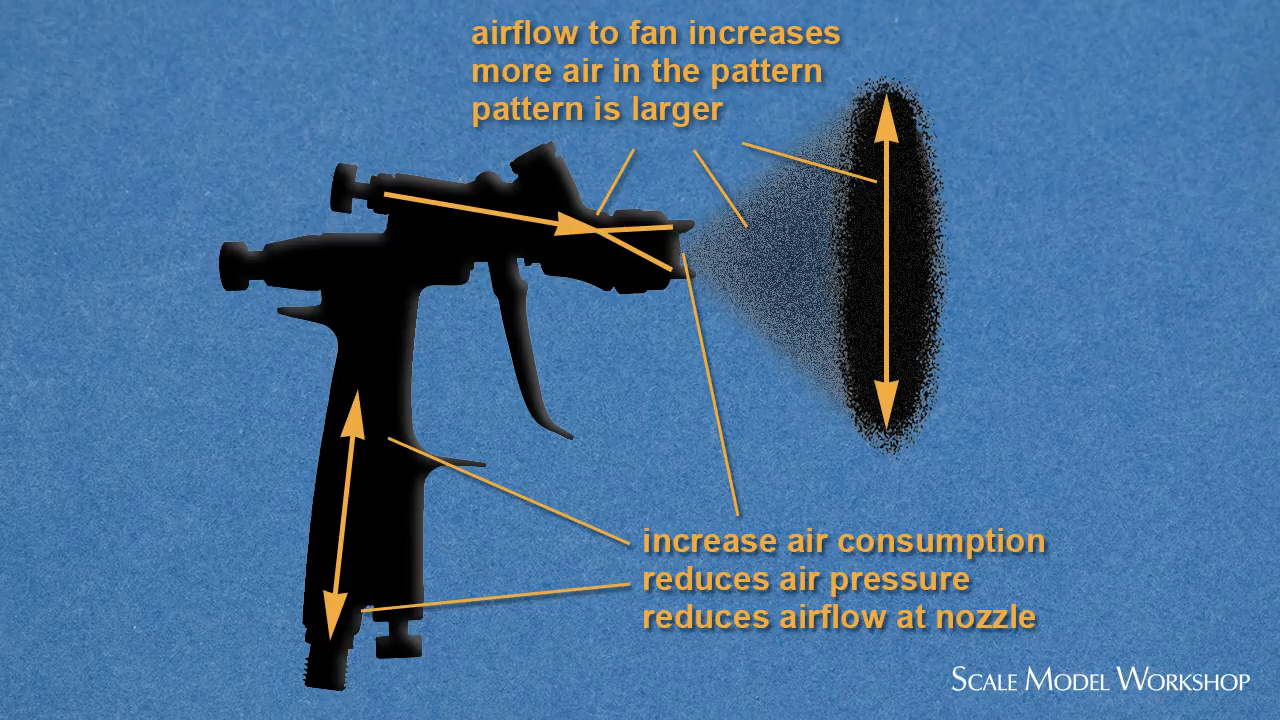 airflow to fan increases
more air in the pattern
pattern is larger
increase air consumption
reduces air pressure
reduces airflow at nozzle
SCALE MODEL WORKSHOP